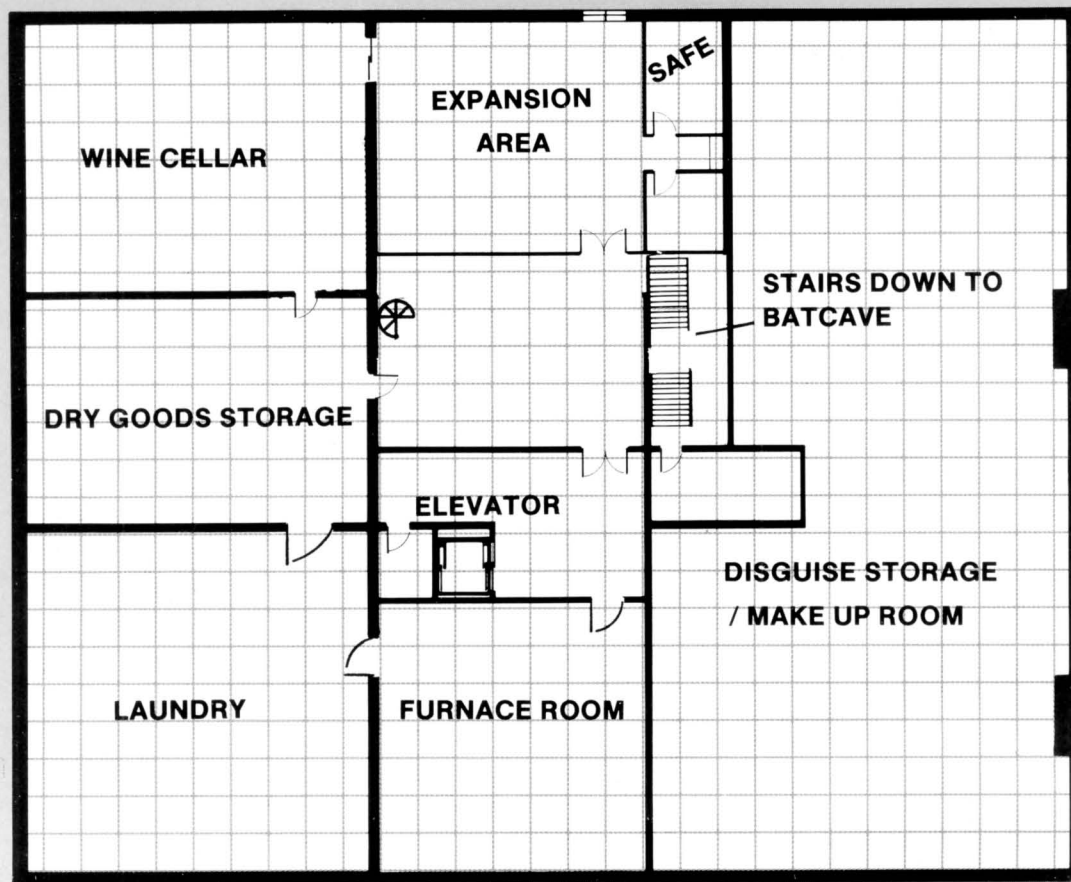 SAFE
EXPANSION
AREA
WINE CELLAR
STAIRS DOWN TO
BATCAVE
DRY GOODS STORAGE
ELEVATOR
DISGUISE STORAGE
/ MAKE UP ROOM
LAUNDRY
FURNACE ROOM